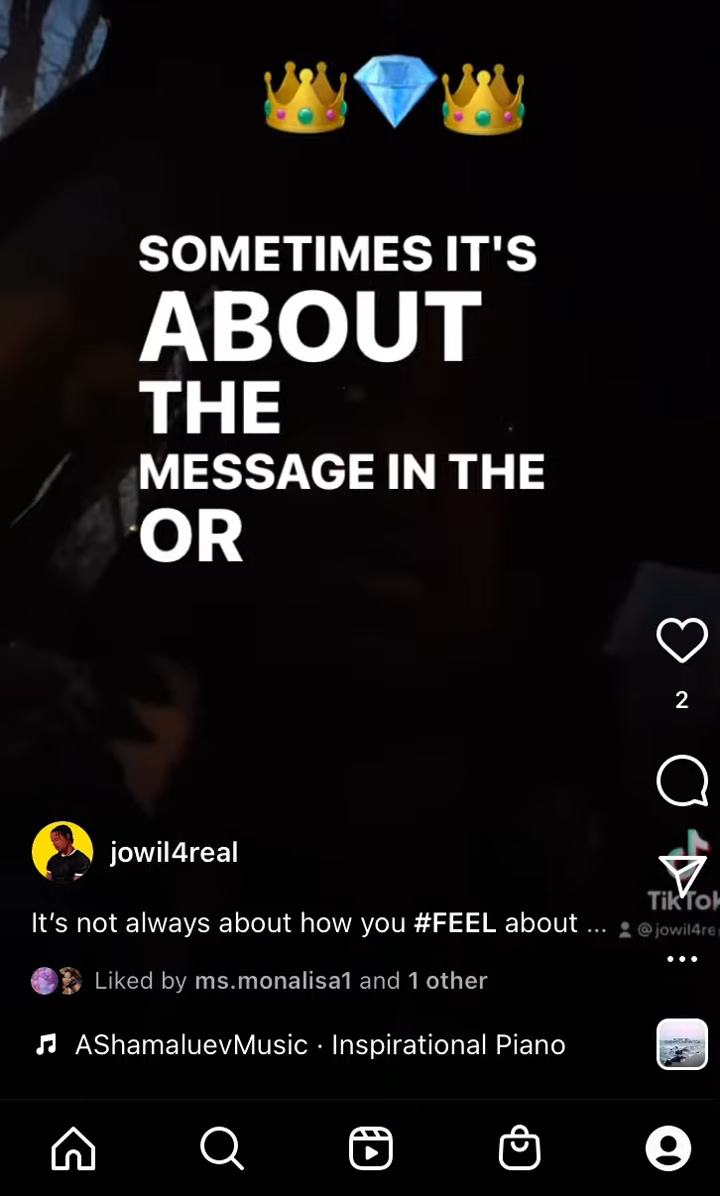 SOMETIMES IT'S
ABOUT
THE
MESSAGE IN THE
OR
2
jowil4real
TikTok
It’s not always about how you #FEEL about ...
@jowil4re
Liked by ms.monalisa1 and 1 other
AShamaluevMusic · Inspirational Piano